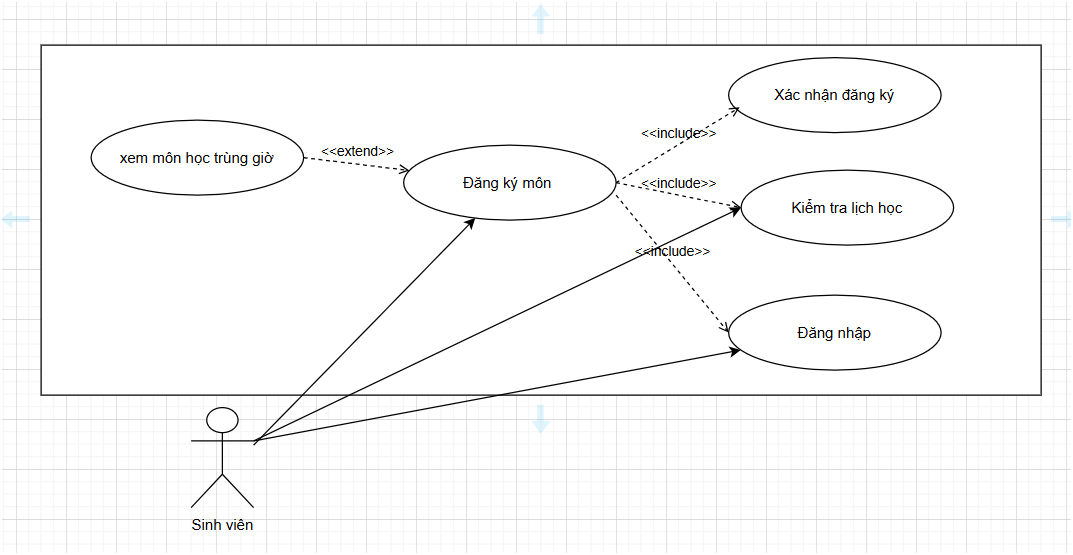 Xác nhận đăng ký
<<include>>
xem môn học trùng giờ
<<extend>>
Đăng ký môn
<<include>>
Kiểm tra lịch học
<<include>>
Đăng nhập
Sinh viên